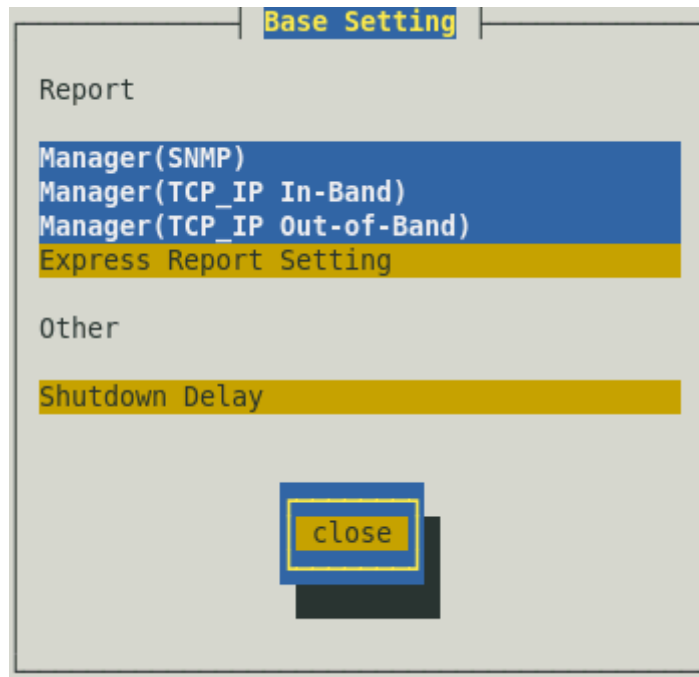 Base Setting
Report
Manager(SNMP)
Manager(TCP_IP In-Band)
Manager(TCP_IP Out-of-Band)
Express Report Setting
Other
Shutdown Delay
close